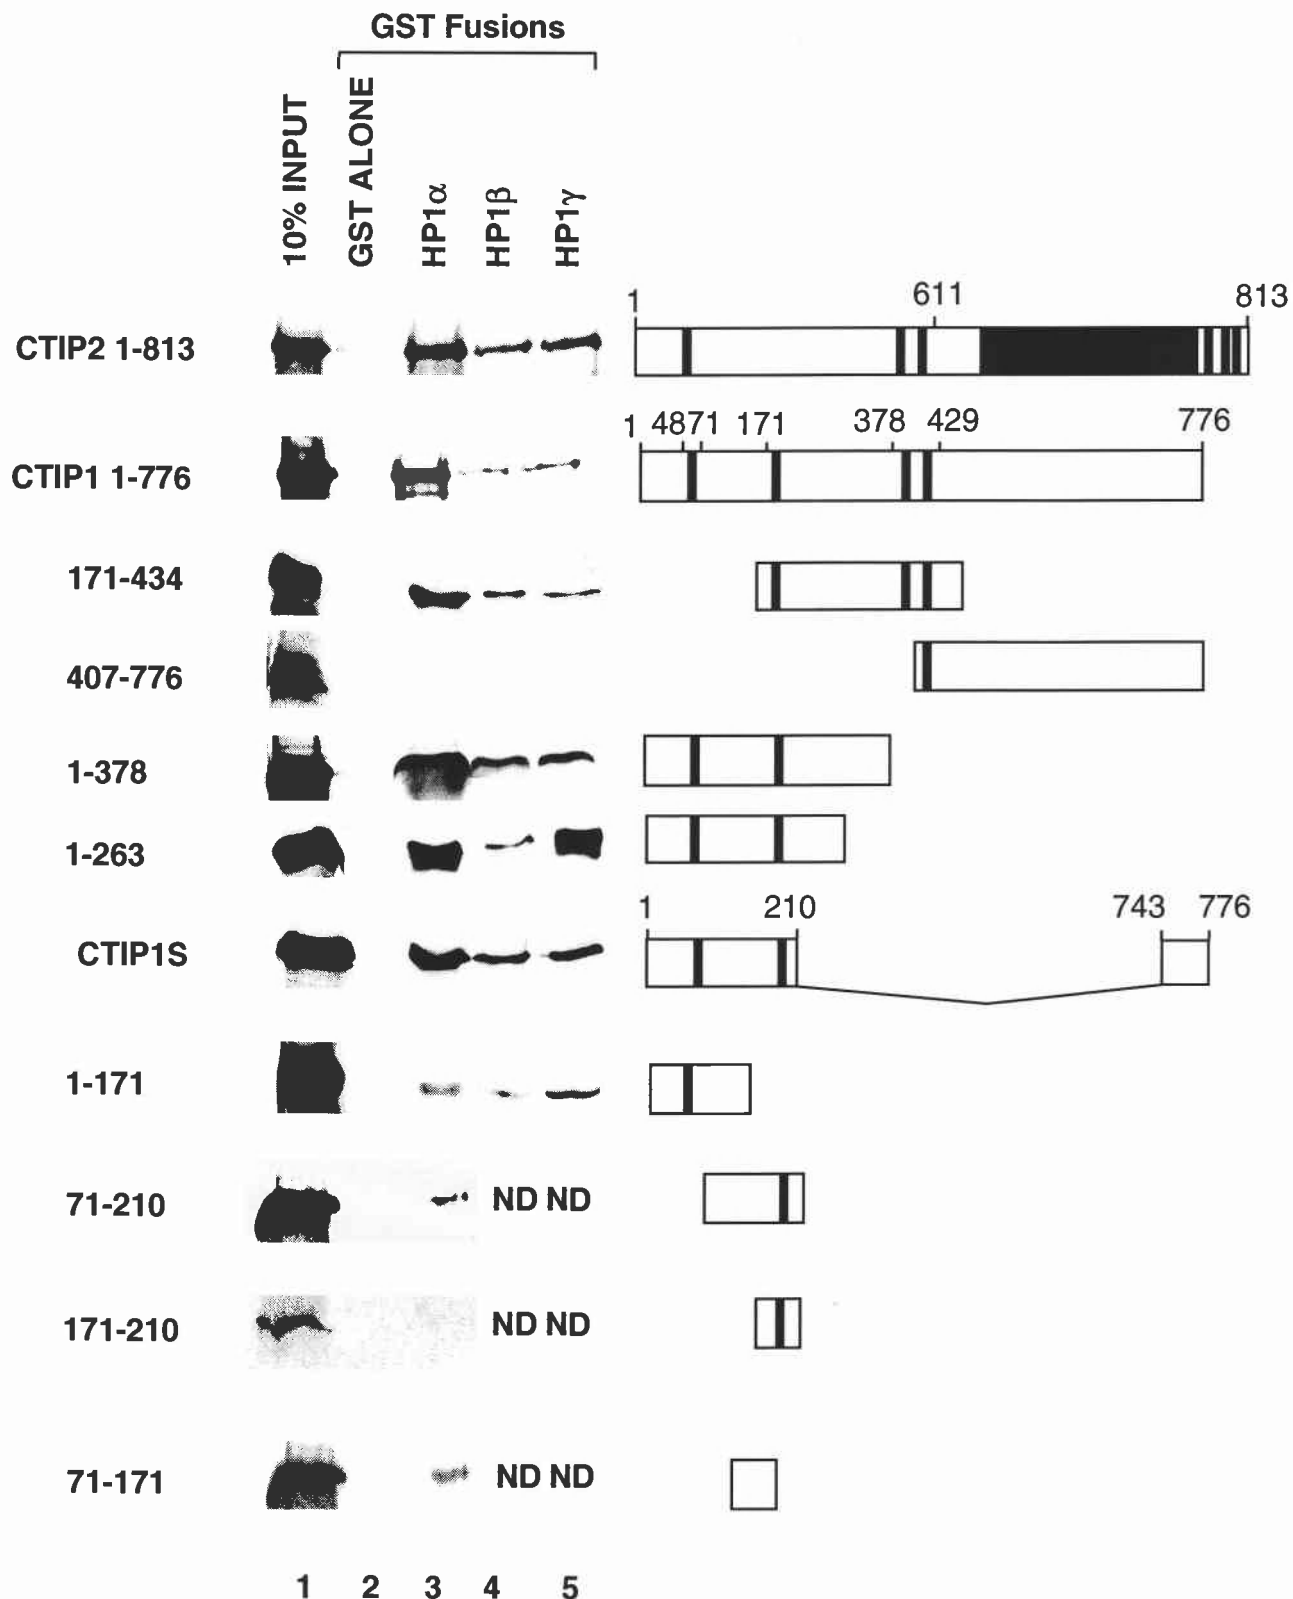 GST Fusions
10% INPUT
GST ALONE
HP1α
HP1β
HP1γ
1 611 813
CTIP2 1-813
1 4871 171 378 429 776
CTIP1 1-776
171-434
407-776
1-378
1-263
1 210 743 776
CTIP1S
1-171
71-210 ND ND
171-210 ND ND
71-171 ND ND
1 2 3 4 5